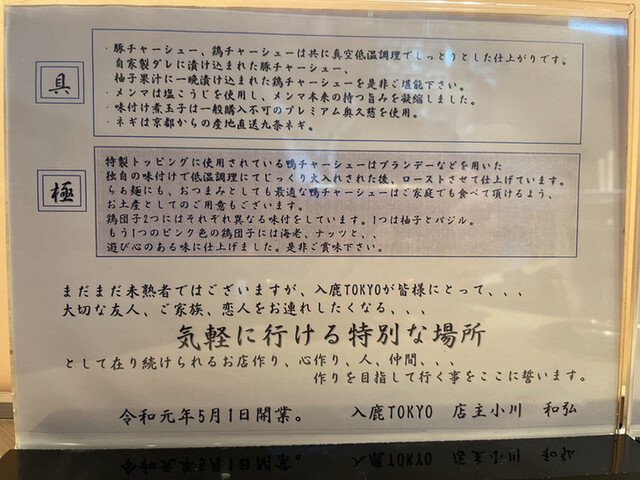 具
・豚チャーシュー、鶏チャーシューは共に真空低温調理でしっとりとした仕上がりです。
自家製ダレに漬け込まれた豚チャーシュー、
柚子果汁に一晩漬け込まれた鶏チャーシューを是非ご堪能下さい。
・メンマは塩こうじを使用し、メンマ本来の持つ旨みを凝縮しました。
・味付け煮玉子は一般購入不可のプレミアム奥久慈を使用。
・ネギは京都からの産地直送九条ネギ。
極
特製トッピングに使用されている鴨チャーシューはブランデーなどを用いた
独自の味付けで低温調理にてじっくり火入れされた後、ローストさせて仕上げています。
らぁ麺にも、おつまみとしても最適な鴨チャーシューはご家庭でも食べて頂けるよう、
お土産としてのご用意もございます。
鶏団子2つにはそれぞれ異なる味付をしています。1つは柚子とバジル。
もう1つのピンク色の鶏団子には海老、ナッツと、、
遊び心のある味に仕上げました。是非ご賞味下さい。
まだまだ未熟者ではございますが、入鹿TOKYOが皆様にとって、、、
大切な友人、ご家族、恋人をお連れしたくなる、、、
気軽に行ける特別な場所
として在り続けられるお店作り、心作り、人、仲間、、、
作りを目指して行く事をここに誓います。
令和元年5月1日開業。 入鹿TOKYO 店主小川 和弘